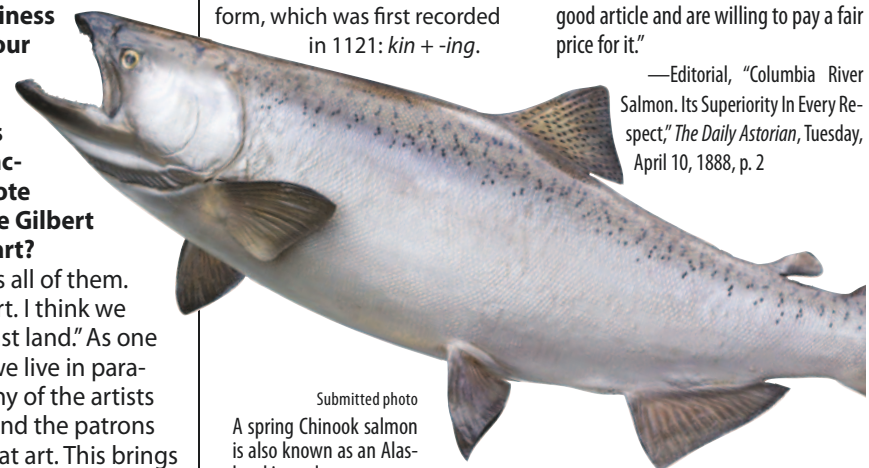 iness
our
s
ac-
ote
e Gilbert
art?
s all of them.
rt. I think we
st land.” As one
we live in para-
ny of the artists
nd the patrons
at art. This brings
form, which was first recorded
in 1121: kin + -ing.
Submitted photo
A spring Chinook salmon
is also known as an Alas-
good article and are willing to pay a fair
price for it.”
—Editorial, “Columbia River
Salmon. Its Superiority In Every Re-
spect,” The Daily Astorian, Tuesday,
April 10, 1888, p. 2